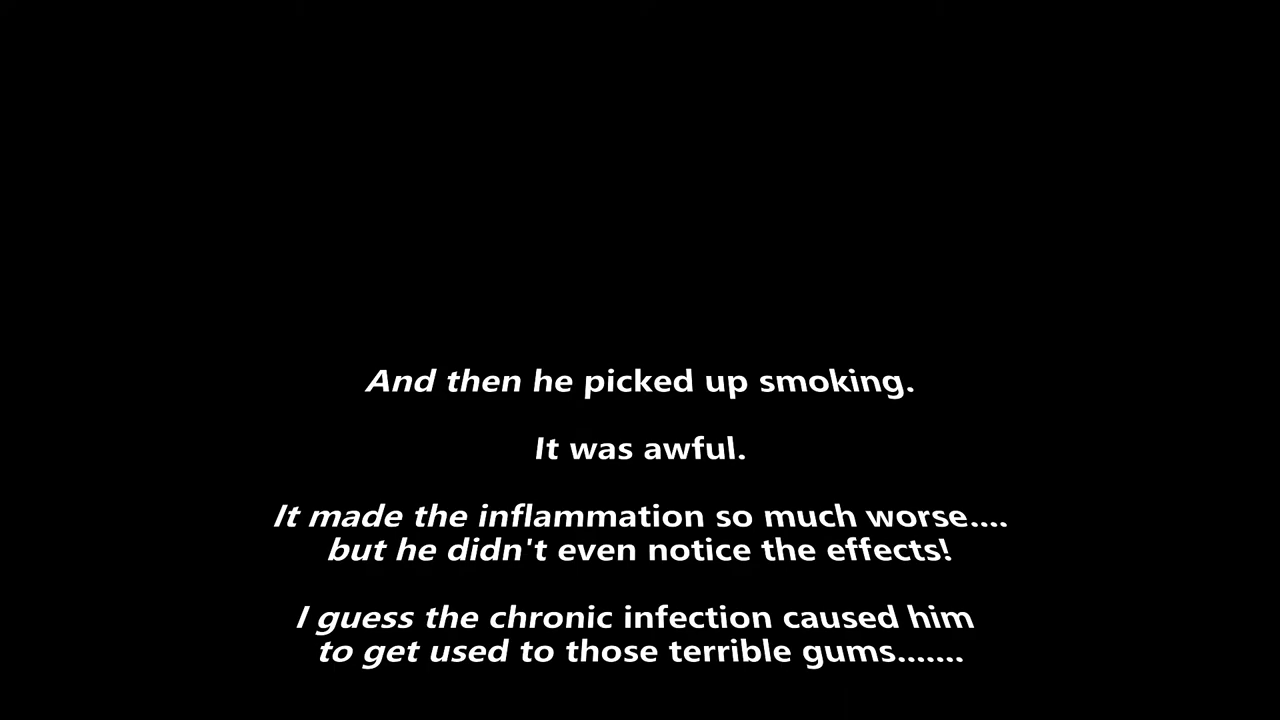 And then he picked up smoking.
It was awful.
It made the inflammation so much worse....
but he didn't even notice the effects!
I guess the chronic infection caused him
to get used to those terrible gums.......